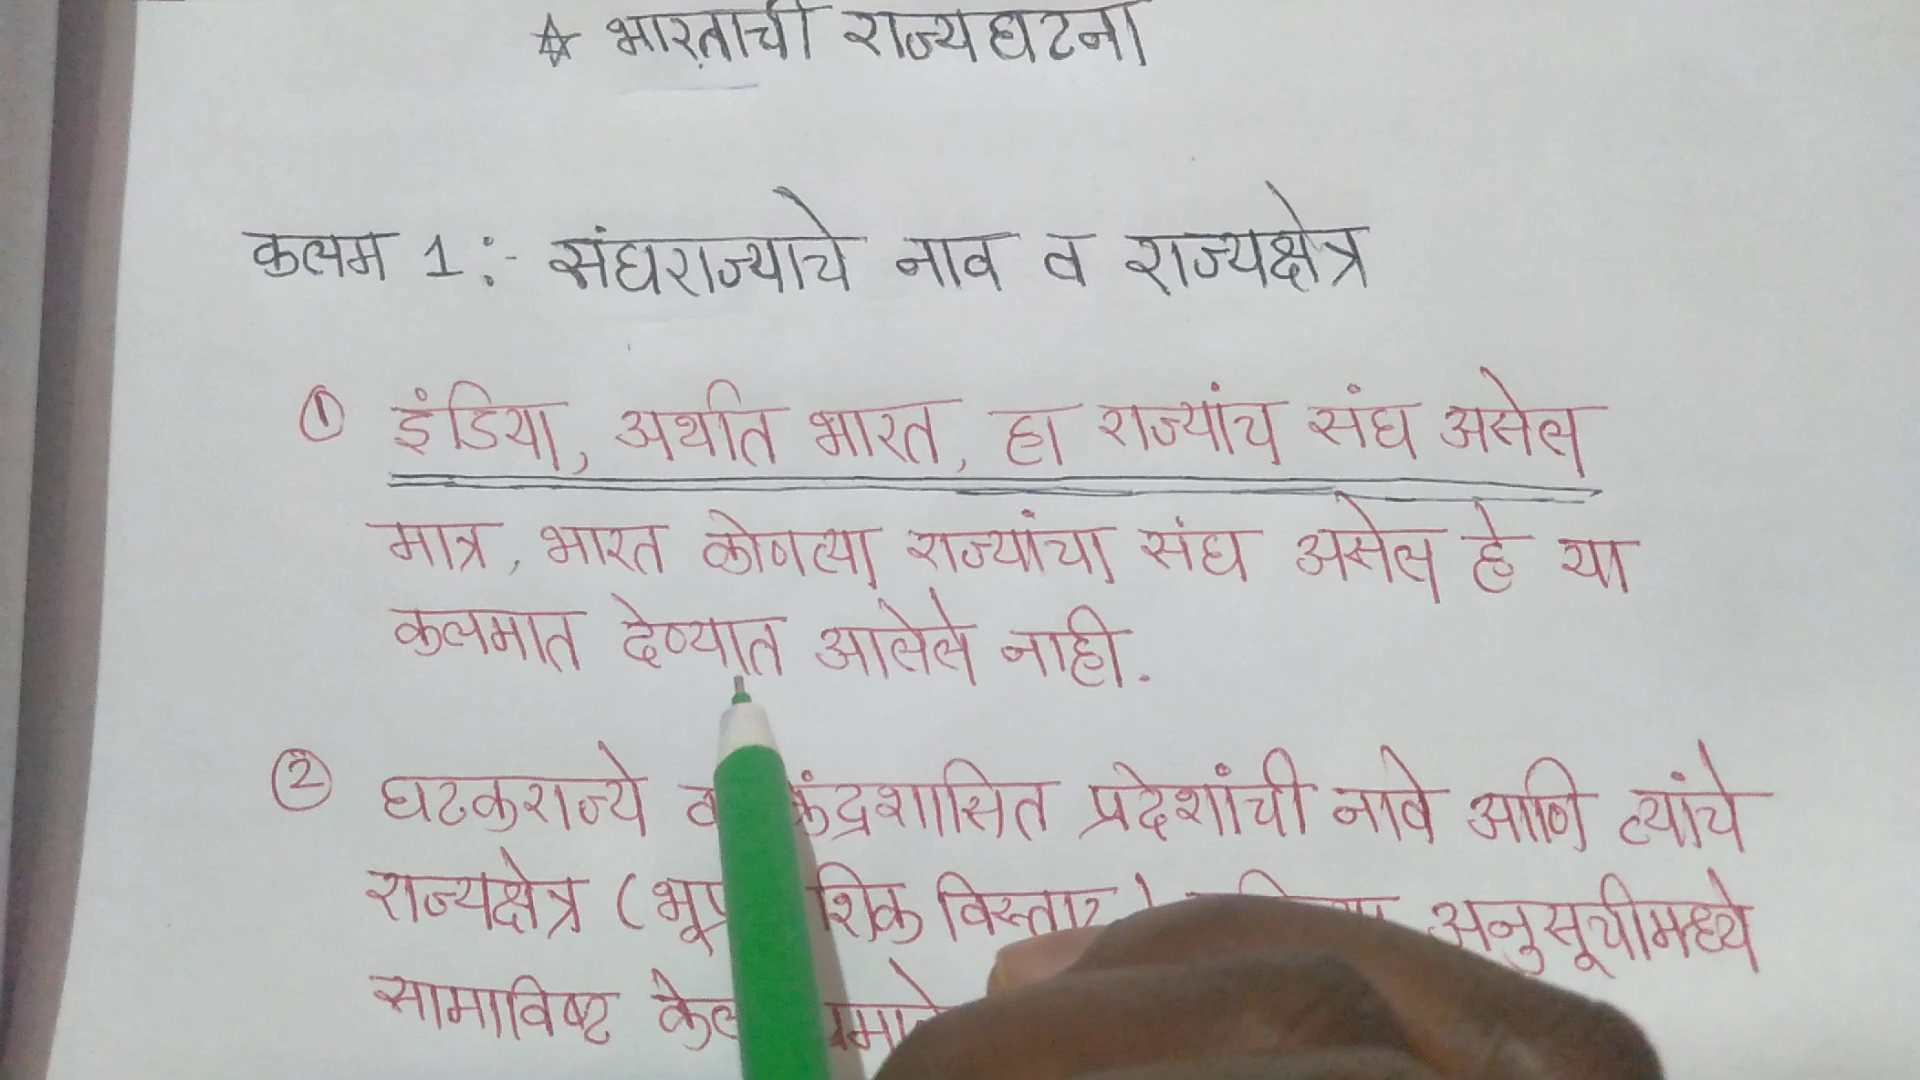 ☆ भारताची राज्यघटना
कलम 1:- संघराज्याचे नाव व राज्यक्षेत्र
① इंडिया, अर्थात भारत, हा राज्यांच संघ असेल
मात्र, भारत कोणत्या राज्यांचा संघ असेल हे या
कलमात देण्यात आलेले नाही.
② घटकराज्ये व केंद्रशासित प्रदेशांची नावे आणि त्यांचे
राज्यक्षेत्र ( विस्तार) अनुसूचीमध्ये
सामाविष्ट